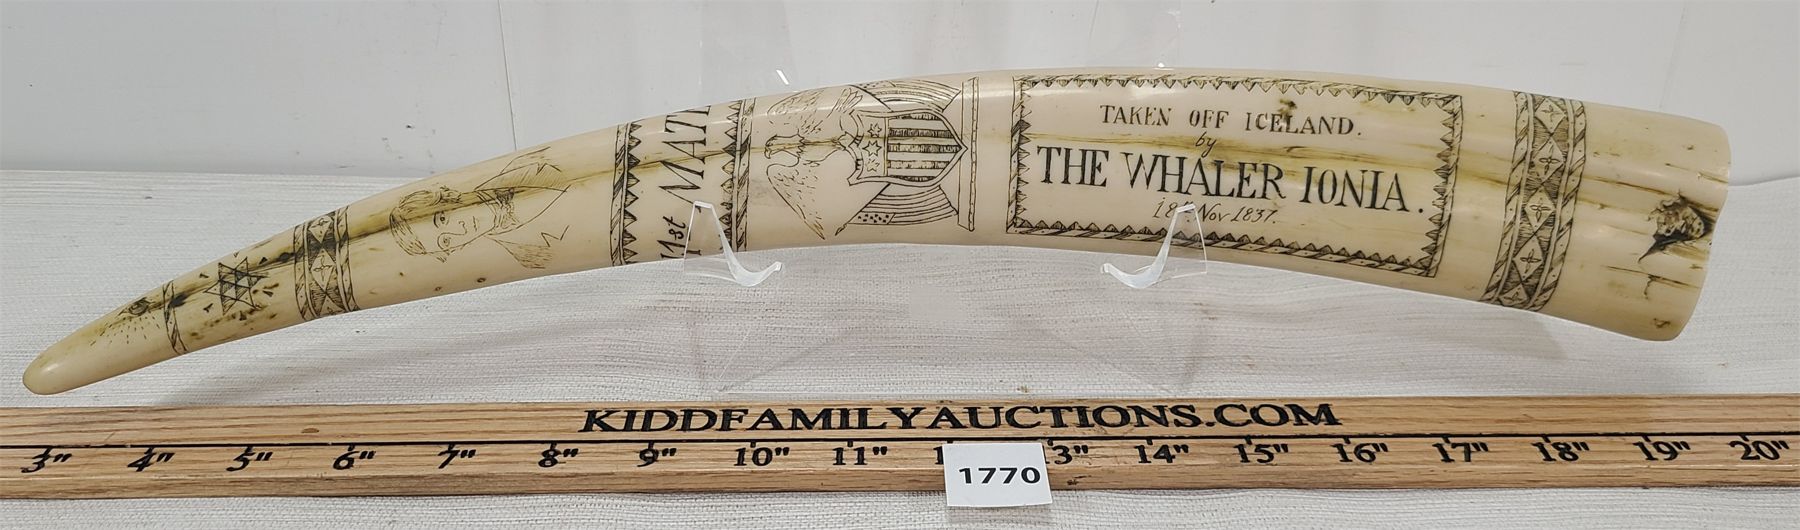 1st MATE
TAKEN OFF ICELAND.
by
THE WHALER IONIA.
Nov 1837.
KIDDFAMILYAUCTIONS.COM
3" 4" 5" 6" 7" 8" 9" 10" 11" 13" 14" 15" 16" 17" 18" 19" 20"
1770